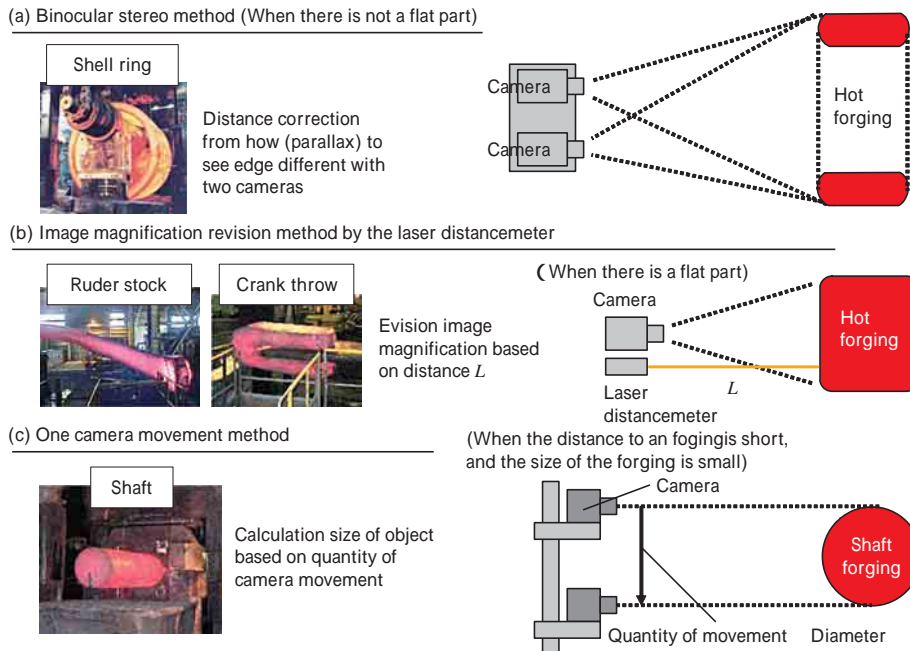 (a) Binocular stereo method (When there is not a flat part)
Shell ring
Distance correction
from how (parallax) to
see edge different with
two cameras
Camera
Camera
Hot
forging
(b) Image magnification revision method by the laser distancemeter
Ruder stock
Crank throw
Evision image
magnification based
on distance L
(When there is a flat part)
Camera
Laser
distancemeter
L
Hot
forging
(c) One camera movement method
Shaft
Calculation size of object
based on quantity of
camera movement
(When the distance to an fogingis short,
and the size of the forging is small)
Camera
Shaft
forging
Quantity of movement
Diameter